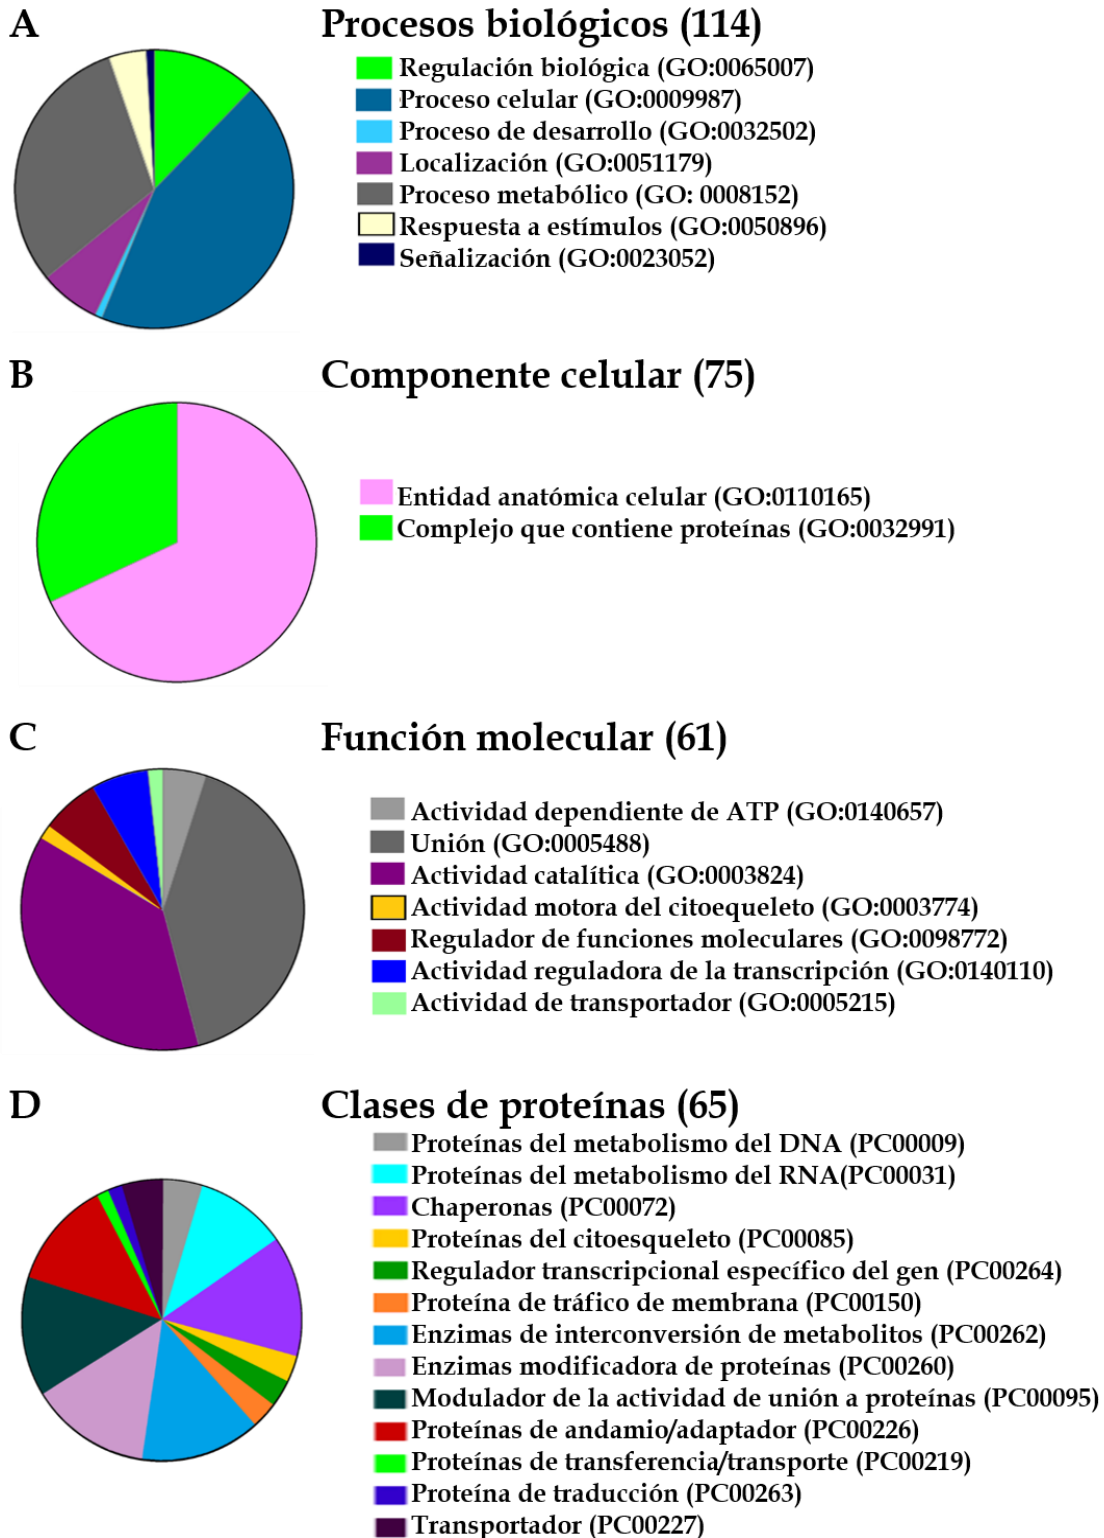 A
Procesos biológicos (114)
Regulación biológica (GO:0065007)
Proceso celular (GO:0009987)
Proceso de desarrollo (GO:0032502)
Localización (GO:0051179)
Proceso metabólico (GO: 0008152)
Respuesta a estímulos (GO:0050896)
Señalización (GO:0023052)
B
Componente celular (75)
Entidad anatómica celular (GO:0110165)
Complejo que contiene proteínas (GO:0032991)
C
Función molecular (61)
Actividad dependiente de ATP (GO:0140657)
Unión (GO:0005488)
Actividad catalítica (GO:0003824)
Actividad motora del citoequeleto (GO:0003774)
Regulador de funciones moleculares (GO:0098772)
Actividad reguladora de la transcripción (GO:0140110)
Actividad de transportador (GO:0005215)
D
Clases de proteínas (65)
Proteínas del metabolismo del DNA (PC00009)
Proteínas del metabolismo del RNA(PC00031)
Chaperonas (PC00072)
Proteínas del citoesqueleto (PC00085)
Regulador transcripcional específico del gen (PC00264)
Proteína de tráfico de membrana (PC00150)
Enzimas de interconversión de metabolitos (PC00262)
Enzimas modificadora de proteínas (PC00260)
Modulador de la actividad de unión a proteínas (PC00095)
Proteínas de andamio/adaptador (PC00226)
Proteínas de transferencia/transporte (PC00219)
Proteína de traducción (PC00263)
Transportador (PC00227)